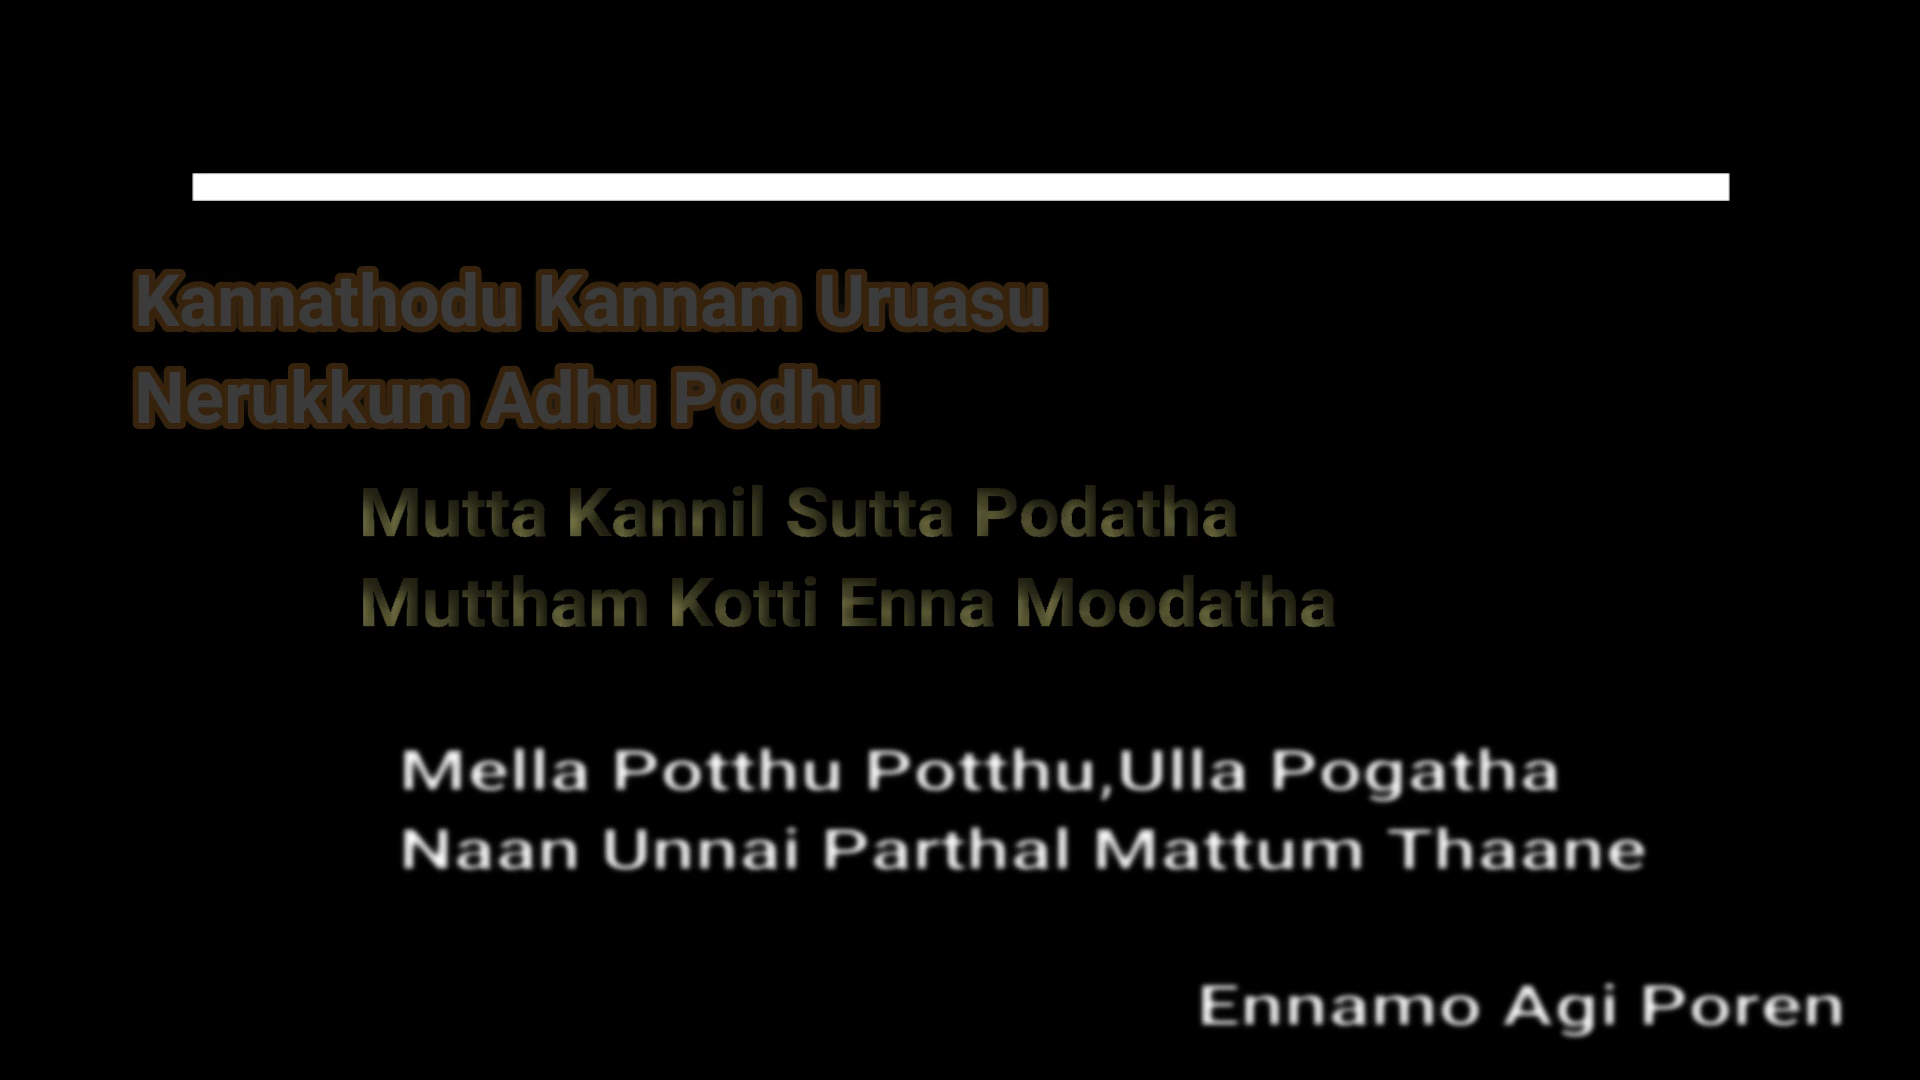 Kannathodu Kannam Uruasu
Nerukkum Adhu Podhu
Mutta Kannil Sutta Podatha
Muttham Kotti Enna Moodatha
Mella Potthu Potthu,Ulla Pogatha
Naan Unnai Parthal Mattum Thaane
Ennamo Agi Poren